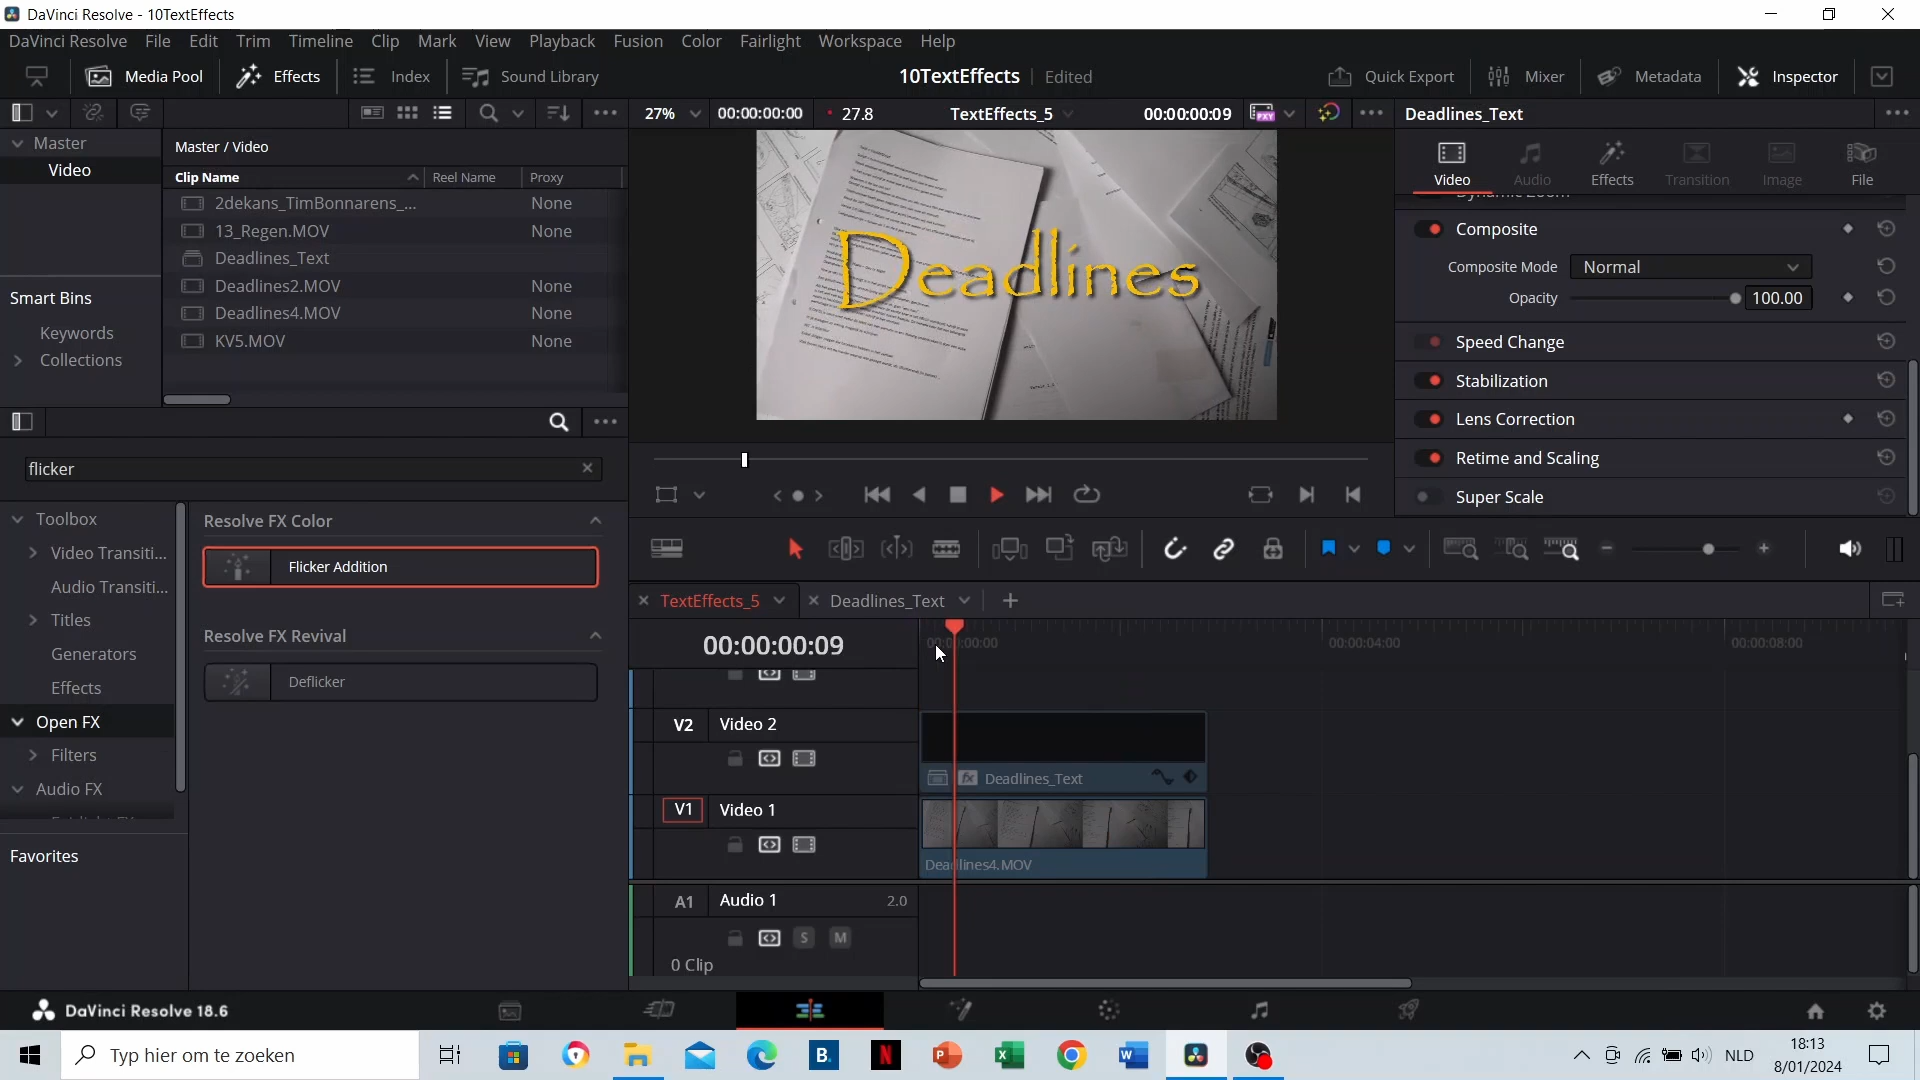 DaVinci Resolve - 10TextEffects
DaVinci Resolve File Edit Trim Timeline Clip Mark View Playback Fusion Color Fairlight Workspace Help
Media Pool Effects Index Sound Library 10TextEffects Edited Quick Export Mixer Metadata Inspector
27% 00:00:00:00 27.8 TextEffects_5 00:00:00:09 PXY Deadlines_Text
Master
Video
Master / Video
Clip Name Reel Name Proxy
2dekans_TimBonnarens_... None
13_Regen.MOV None
Deadlines_Text
Deadlines2.MOV None
Deadlines4.MOV None
KV5.MOV None
Smart Bins
Keywords
Collections
Deadlines
Video Audio Effects Transition Image File
Composite
Composite Mode Normal
Opacity 100.00
Speed Change
Stabilization
Lens Correction
Retime and Scaling
Super Scale
flicker
Toolbox
Video Transiti...
Audio Transiti...
Titles
Generators
Effects
Open FX
Filters
Audio FX
Favorites
Resolve FX Color
Flicker Addition
Resolve FX Revival
Deflicker
TextEffects_5 Deadlines_Text
00:00:00:09 00:00:04:00 00:00:08:00
V2 Video 2
Deadlines_Text
V1 Video 1
Deadlines4.MOV
A1 Audio 1 2.0
S M
0 Clip
DaVinci Resolve 18.6
Typ hier om te zoeken
NLD
18:13
8/01/2024